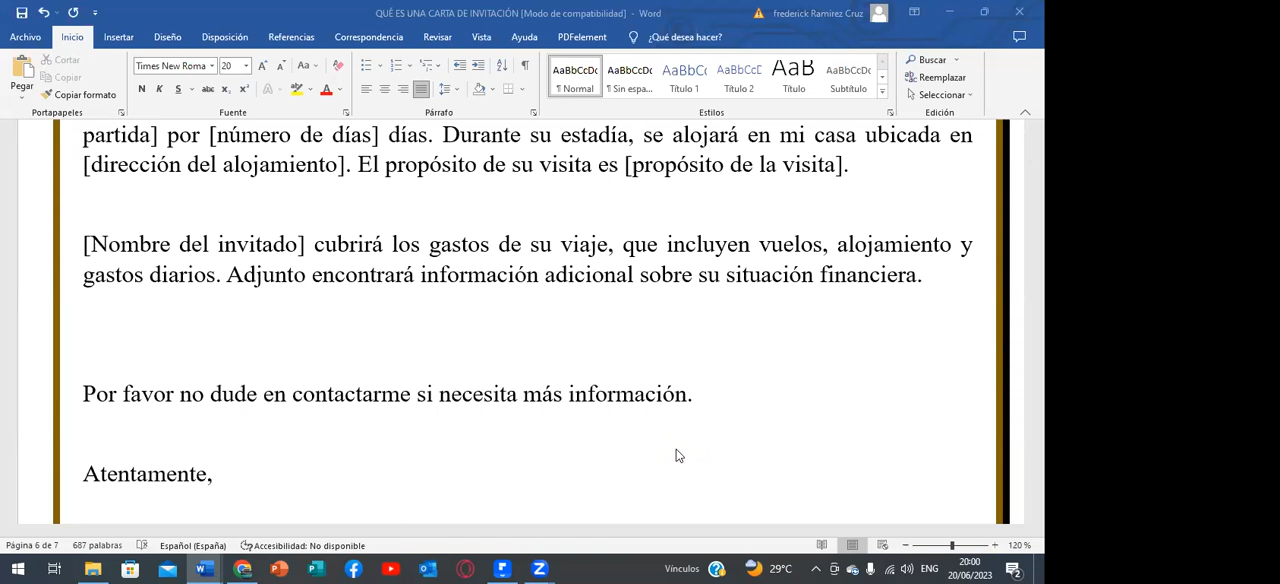 QUÈ ES UNA CARTA DE INVITACIÓN [Modo de compatibilidad] - Word
frederick Ramirez Cruz
Archivo Inicio Insertar Diseño Disposición Referencias Correspondencia Revisar Vista Ayuda PDFelement ¿Qué desea hacer?
Pegar
Cortar
Copiar
Copiar formato
Times New Roma 20
Aa
N K S abc x₂ x²
AaBbCcDc AaBbCcDc AaBbCc AaBbCcC AaB AaBbCcD
¶ Normal ¶ Sin espa... Título 1 Título 2 Título Subtítulo
Buscar
Reemplazar
Seleccionar
Portapapeles Fuente Párrafo Estilos Edición
partida] por [número de días] días. Durante su estadía, se alojará en mi casa ubicada en
[dirección del alojamiento]. El propósito de su visita es [propósito de la visita].
[Nombre del invitado] cubrirá los gastos de su viaje, que incluyen vuelos, alojamiento y
gastos diarios. Adjunto encontrará información adicional sobre su situación financiera.
Por favor no dude en contactarme si necesita más información.
Atentamente,
Página 6 de 7 687 palabras Español (España) Accesibilidad: No disponible 120 %
Vínculos 29°C ENG 20:00
20/06/2023